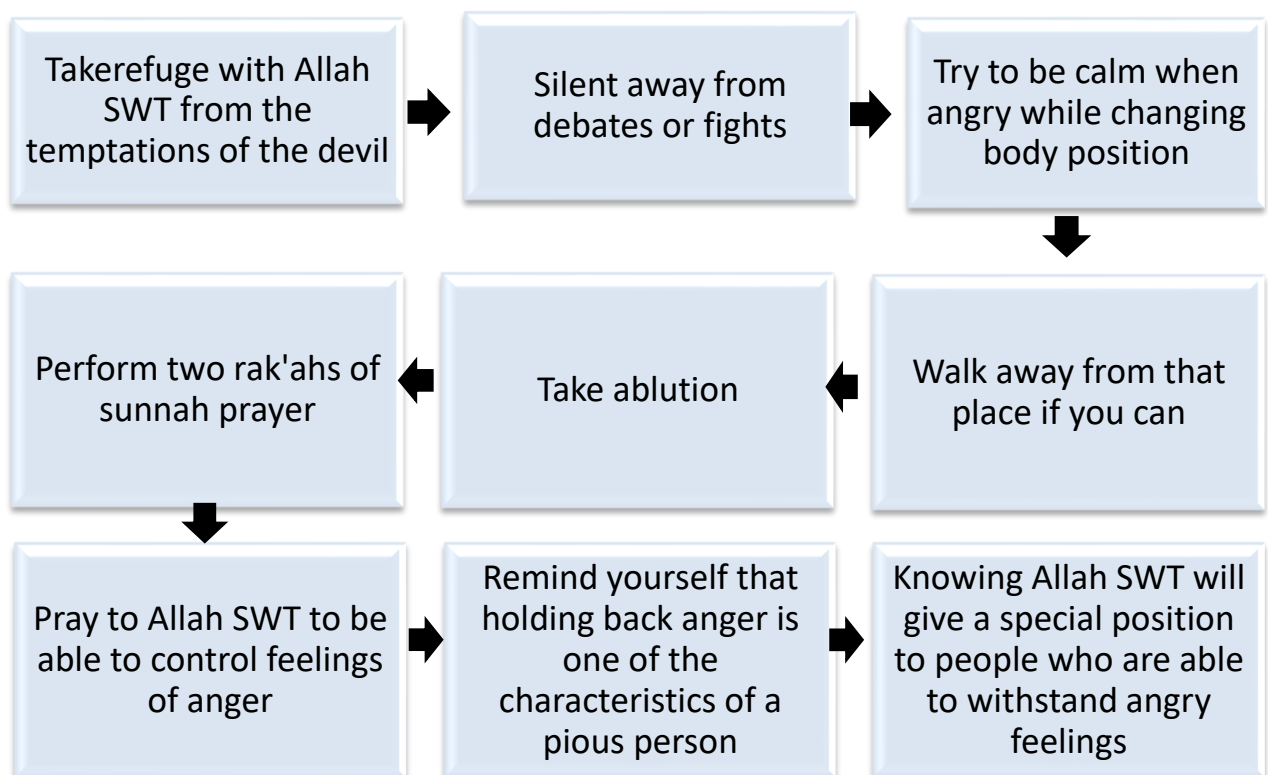 Takerefuge with Allah
SWT from the
temptations of the devil
Silent away from
debates or fights
Try to be calm when
angry while changing
body position
Walk away from that
place if you can
Take ablution
Perform two rak'ahs of
sunnah prayer
Pray to Allah SWT to be
able to control feelings
of anger
Remind yourself that
holding back anger is
one of the
characteristics of a
pious person
Knowing Allah SWT will
give a special position
to people who are able
to withstand angry
feelings